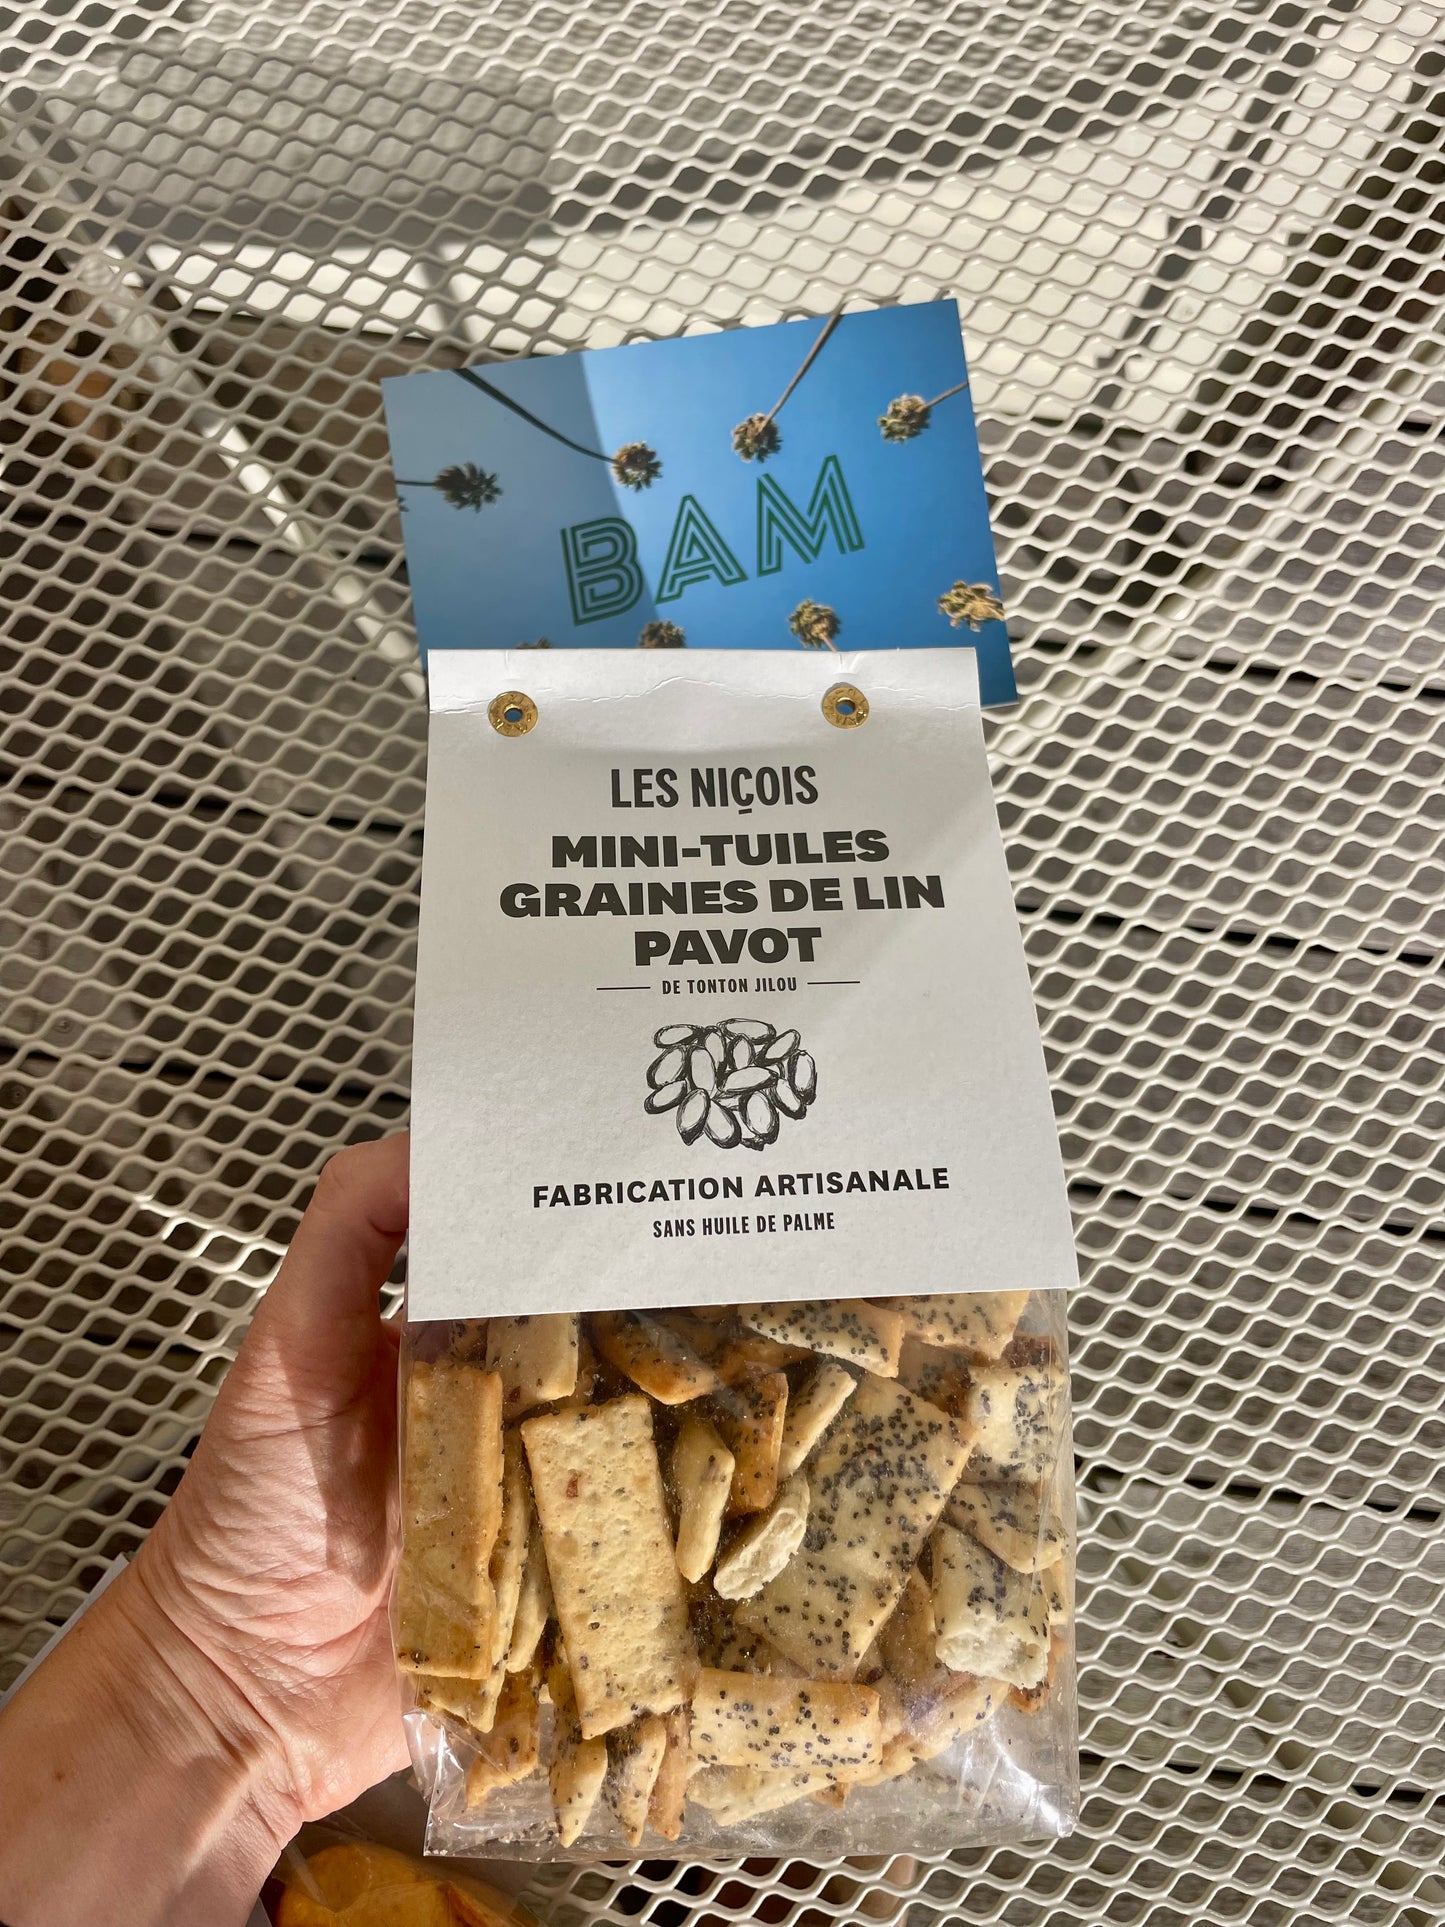 BAM
LES NIÇOIS
MINI-TUILES
GRAINES DE LIN
PAVOT
DE TONTON JILOU
FABRICATION ARTISANALE
SANS HUILE DE PALME